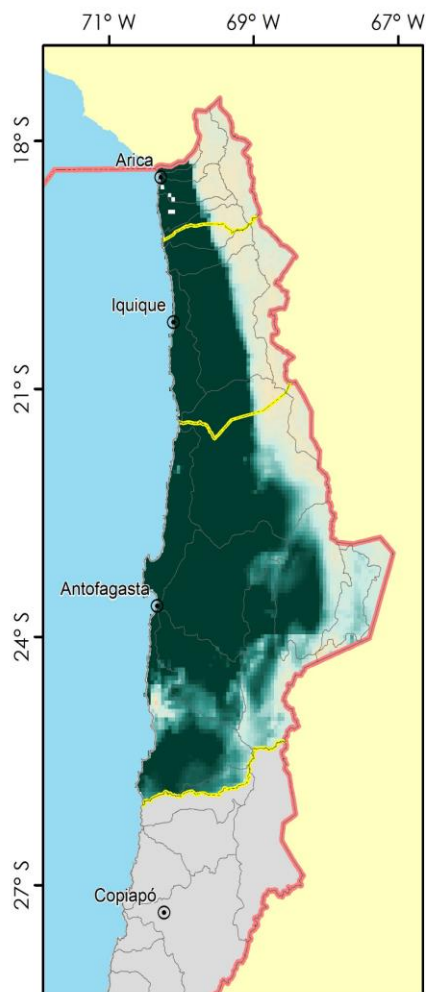 71° W 69° W 67° W
18° S
Arica
Iquique
21° S
Antofagasta
24° S
27° S
Copiapó